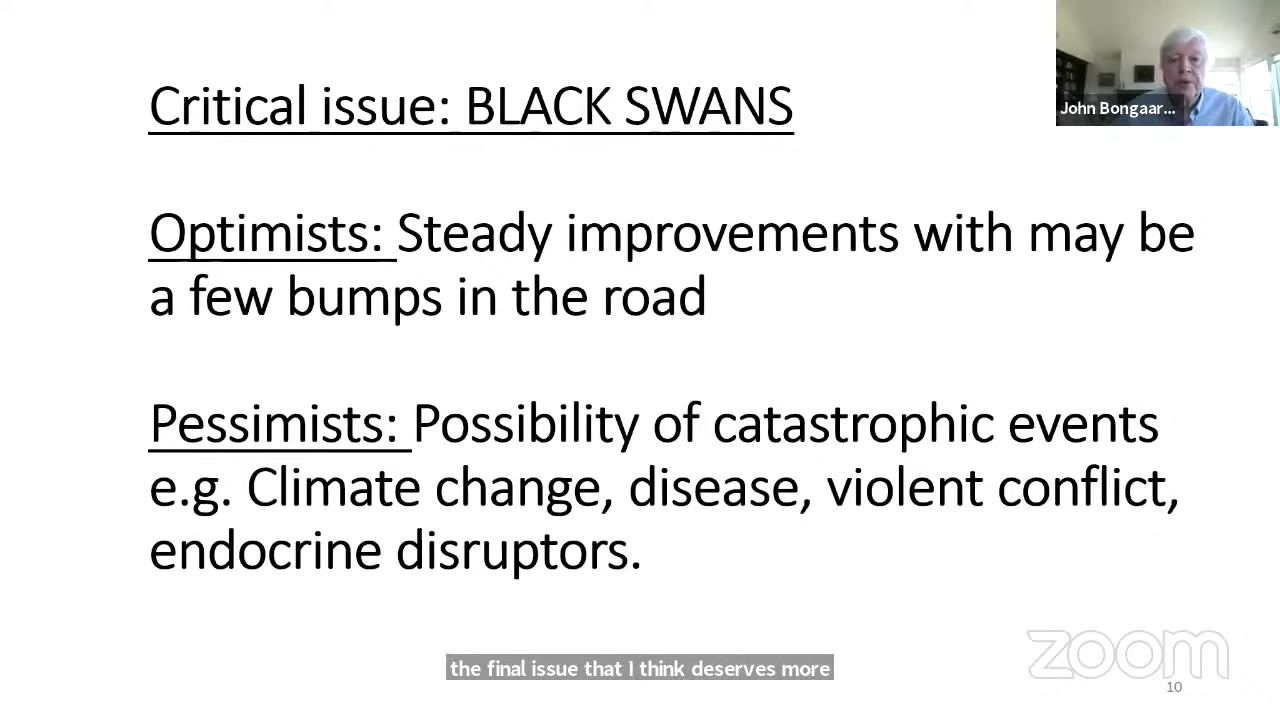 Critical issue: BLACK SWANS
John Bongaar...
Optimists: Steady improvements with may be
a few bumps in the road
Pessimists: Possibility of catastrophic events
e.g. Climate change, disease, violent conflict,
endocrine disruptors.
the final issue that I think deserves more
zoom
10